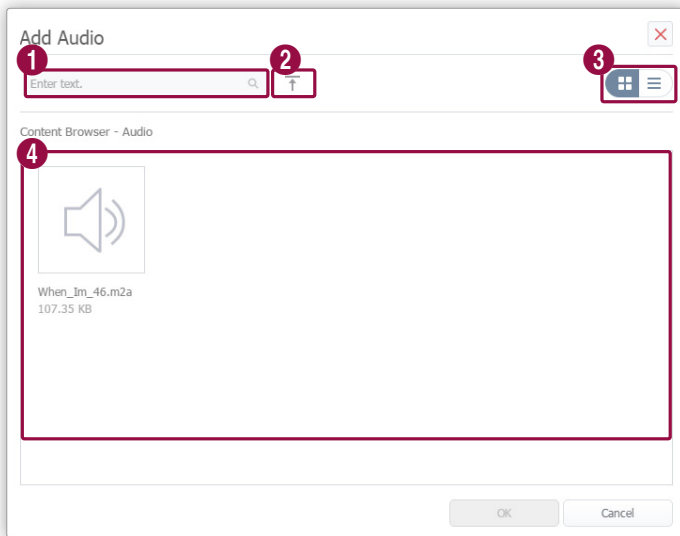 Add Audio
1
2
3
Enter text.
Content Browser - Audio
4
When_Im_46.m2a
107.35 KB
OK
Cancel